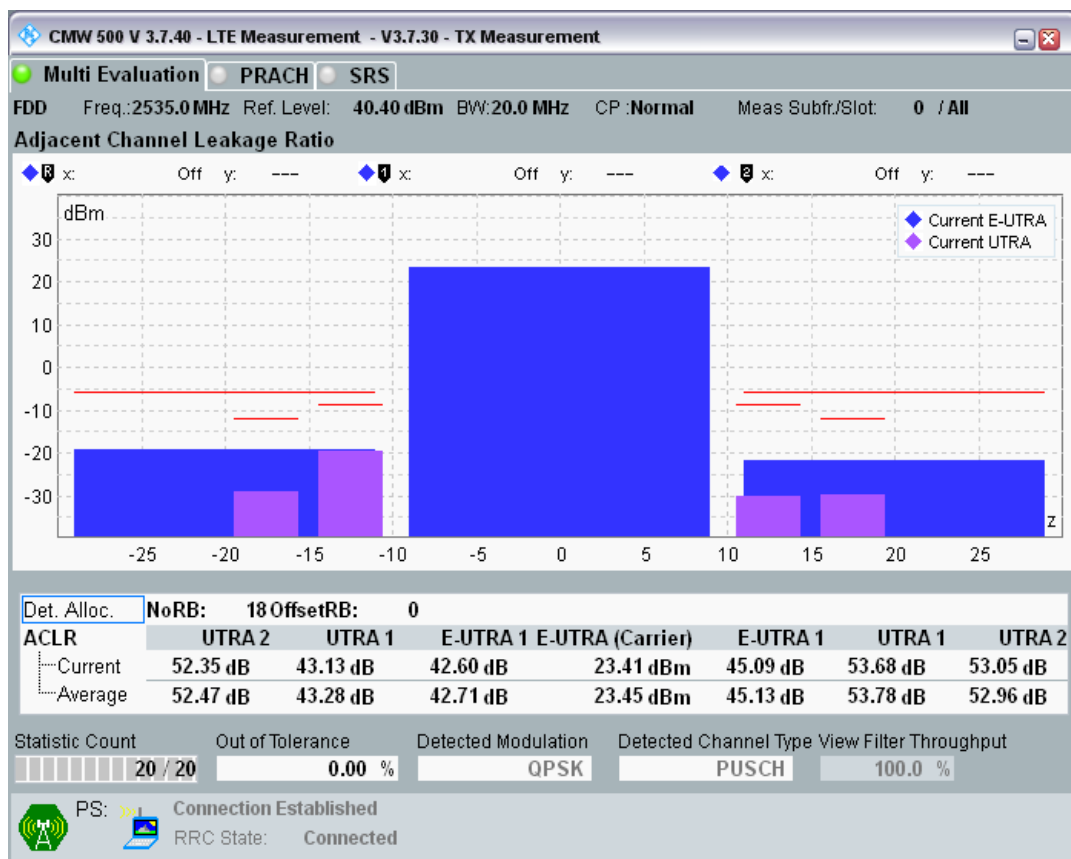 CMW 500 V 3.7.40 - LTE Measurement - V3.7.30 - TX Measurement
Multi Evaluation PRACH SRS
FDD Freq.:2535.0 MHz Ref. Level: 40.40 dBm BW:20.0 MHz CP :Normal Meas Subfr./Slot: 0 / All
Adjacent Channel Leakage Ratio
R x: Off y: --- 1 x: Off y: --- 2 x: Off y: ---
dBm
Current E-UTRA
Current UTRA
30
20
10
0
-10
-20
-30
z
-25 -20 -15 -10 -5 0 5 10 15 20 25
Det. Alloc. NoRB: 18 OffsetRB: 0
ACLR UTRA 2 UTRA 1 E-UTRA 1 E-UTRA (Carrier) E-UTRA 1 UTRA 1 UTRA 2
Current 52.35 dB 43.13 dB 42.60 dB 23.41 dBm 45.09 dB 53.68 dB 53.05 dB
Average 52.47 dB 43.28 dB 42.71 dB 23.45 dBm 45.13 dB 53.78 dB 52.96 dB
Statistic Count Out of Tolerance Detected Modulation Detected Channel Type View Filter Throughput
20 / 20 0.00 % QPSK PUSCH 100.0 %
PS: Connection Established
RRC State: Connected